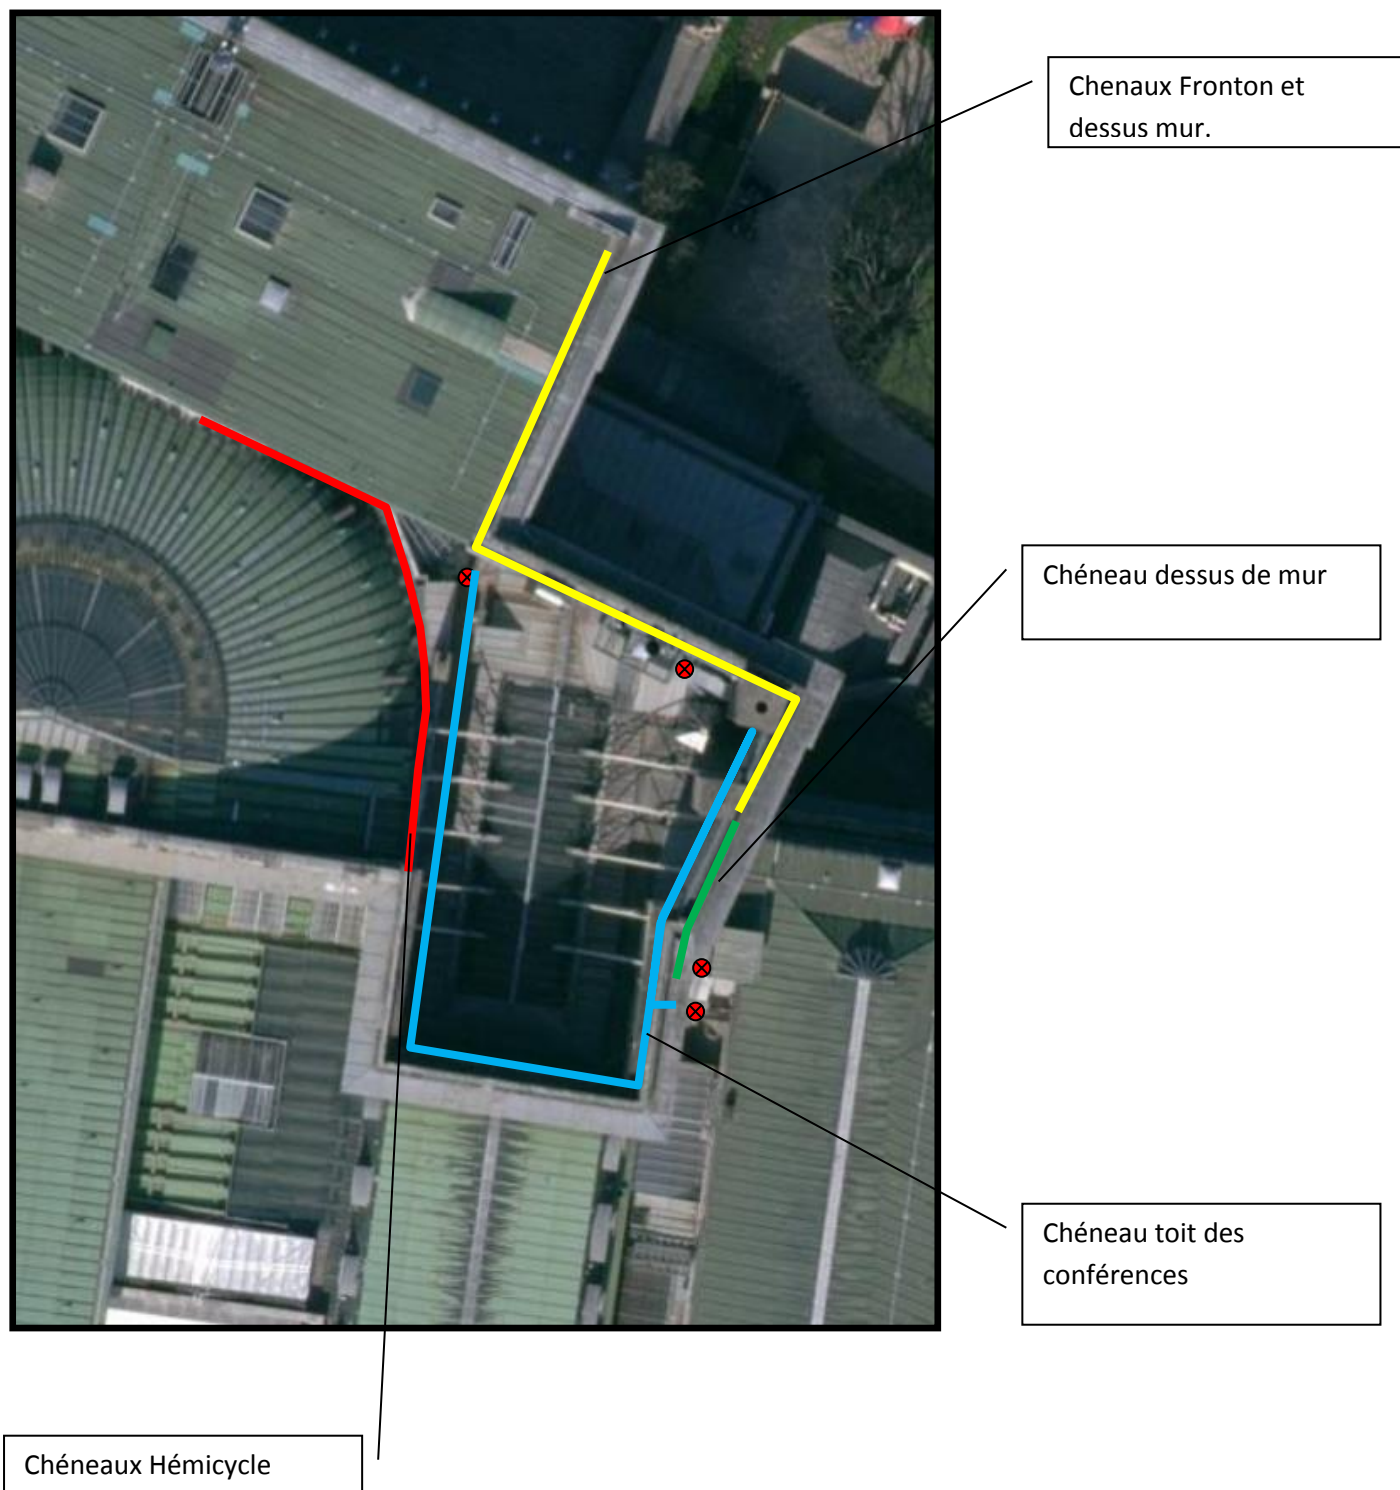 Chenaux Fronton et
dessus mur.
Chéneau dessus de mur
Chéneau toit des
conférences
Chéneaux Hémicycle